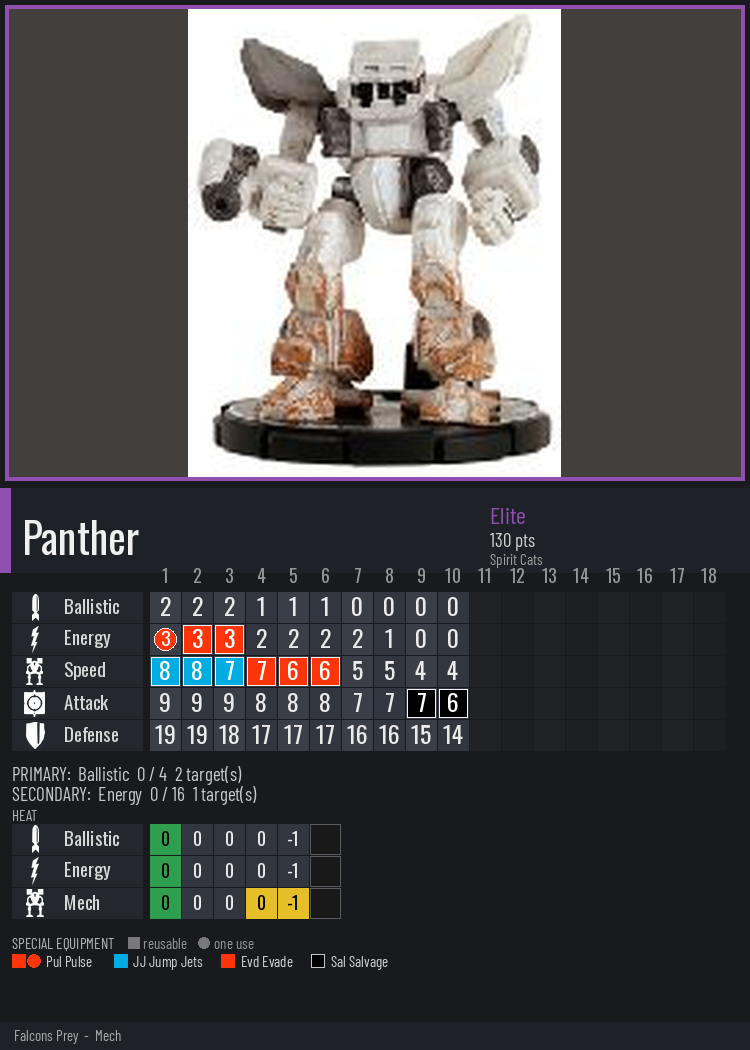 Panther
Elite
130 pts
Spirit Cats
1 2 3 4 5 6 7 8 9 10 11 12 13 14 15 16 17 18
Ballistic 2 2 2 1 1 1 0 0 0 0
Energy 3 3 3 2 2 2 2 1 0 0
Speed 8 8 7 7 6 6 5 5 4 4
Attack 9 9 9 8 8 8 7 7 7 6
Defense 19 19 18 17 17 17 16 16 15 14
PRIMARY: Ballistic 0 / 4 2 target(s)
SECONDARY: Energy 0 / 16 1 target(s)
HEAT
Ballistic 0 0 0 0 -1
Energy 0 0 0 0 -1
Mech 0 0 0 0 -1
SPECIAL EQUIPMENT reusable one use
Pul Pulse JJ Jump Jets Evd Evade Sal Salvage
Falcons Prey - Mech